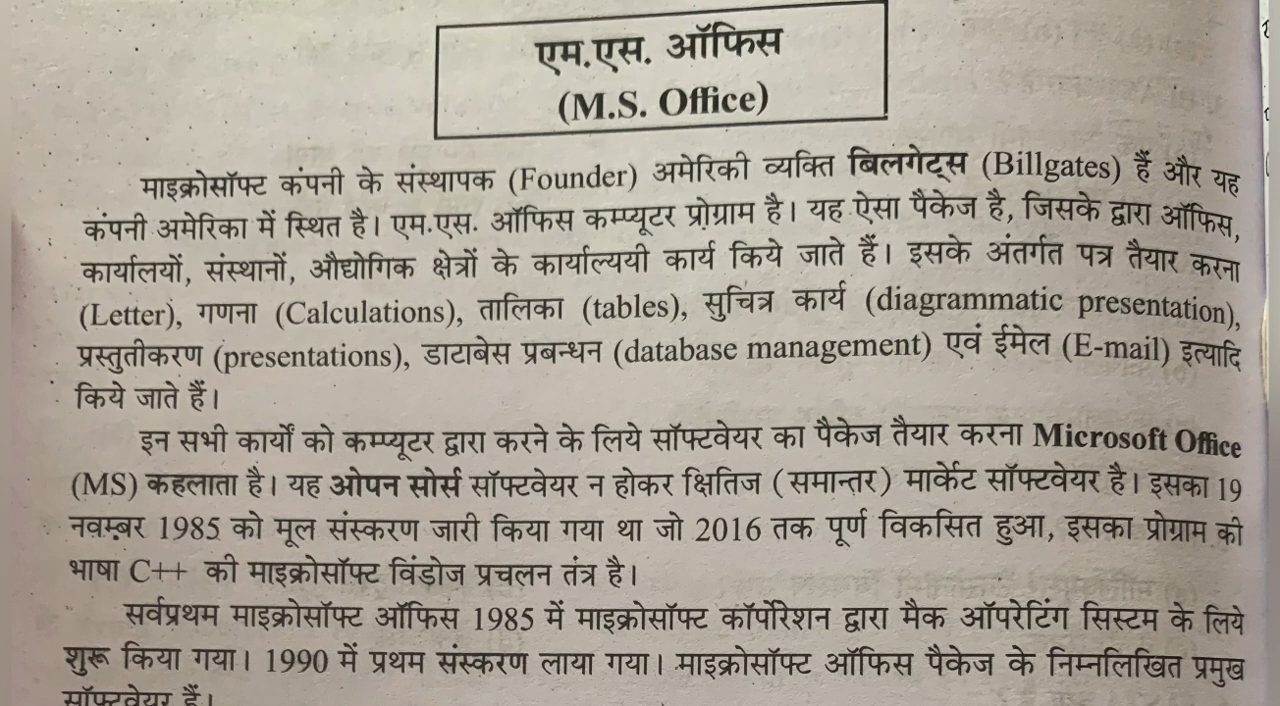 एम.एस. ऑफिस
(M.S. Office)
माइक्रोसॉफ्ट कंपनी के संस्थापक (Founder) अमेरिकी व्यक्ति बिलगेट्स (Billgates) हैं और यह
कंपनी अमेरिका में स्थित है। एम.एस. ऑफिस कम्प्यूटर प्रोग्राम है। यह ऐसा पैकेज है, जिसके द्वारा ऑफिस,
कार्यालयों, संस्थानों, औद्योगिक क्षेत्रों के कार्याल्ययी कार्य किये जाते हैं। इसके अंतर्गत पत्र तैयार करना
(Letter), गणना (Calculations), तालिका (tables), सुचित्र कार्य (diagrammatic presentation),
प्रस्तुतीकरण (presentations), डाटाबेस प्रबन्धन (database management) एवं ईमेल (E-mail) इत्यादि
किये जाते हैं।
इन सभी कार्यों को कम्प्यूटर द्वारा करने के लिये सॉफ्टवेयर का पैकेज तैयार करना Microsoft Office
(MS) कहलाता है। यह ओपन सोर्स सॉफ्टवेयर न होकर क्षितिज (समान्तर) मार्केट सॉफ्टवेयर है। इसका 19
नवम्बर 1985 को मूल संस्करण जारी किया गया था जो 2016 तक पूर्ण विकसित हुआ, इसका प्रोग्राम की
भाषा C++ की माइक्रोसॉफ्ट विंडोज प्रचलन तंत्र है।
सर्वप्रथम माइक्रोसॉफ्ट ऑफिस 1985 में माइक्रोसॉफ्ट कॉर्पोरेशन द्वारा मैक ऑपरेटिंग सिस्टम के लिये
शुरू किया गया। 1990 में प्रथम संस्करण लाया गया। माइक्रोसॉफ्ट ऑफिस पैकेज के निम्नलिखित प्रमुख
सॉफ्टवेयर हैं।